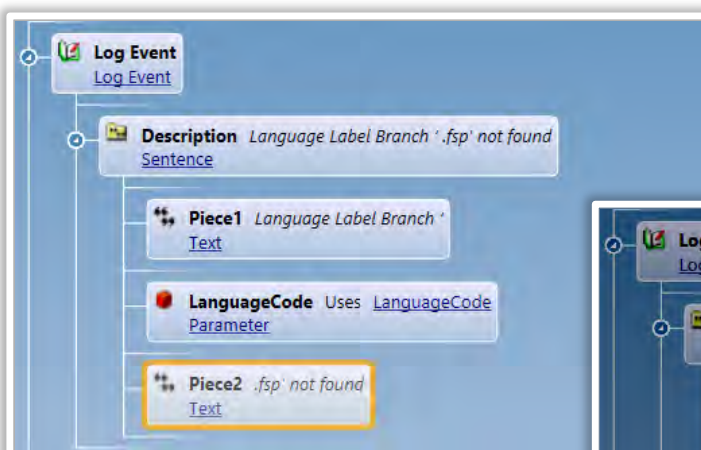 Log Event
Log Event
Description Language Label Branch ' .fsp' not found
Sentence
Piece1 Language Label Branch '
Text
LanguageCode Uses LanguageCode
Parameter
Piece2 .fsp' not found
Text